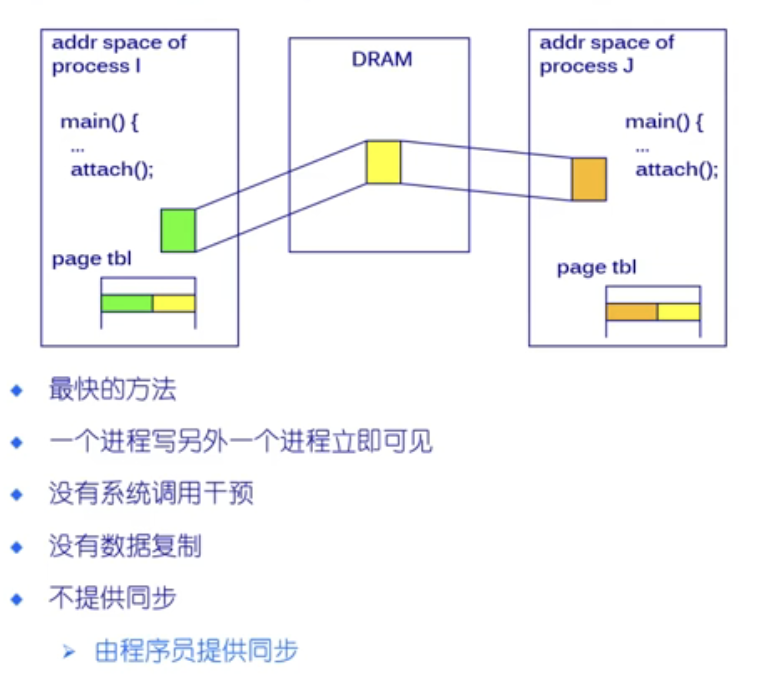 addr space of
process I
main() {
...
attach();
page tbl
DRAM
addr space of
process J
main() {
...
attach();
page tbl
最快的方法
一个进程写另外一个进程立即可见
没有系统调用干预
没有数据复制
不提供同步
由程序员提供同步